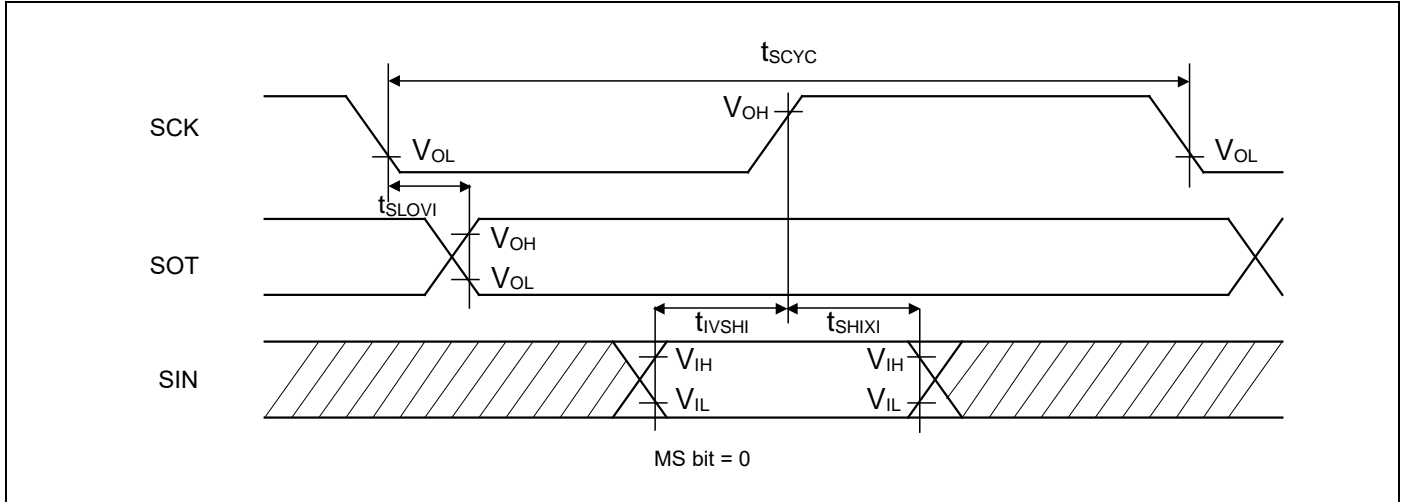 tSCYC
SCK
VOH
VOL
VOL
tSLOVI
SOT
VOH
VOL
tIVSHI
tSHIXI
SIN
VIH
VIH
VIL
VIL
MS bit = 0